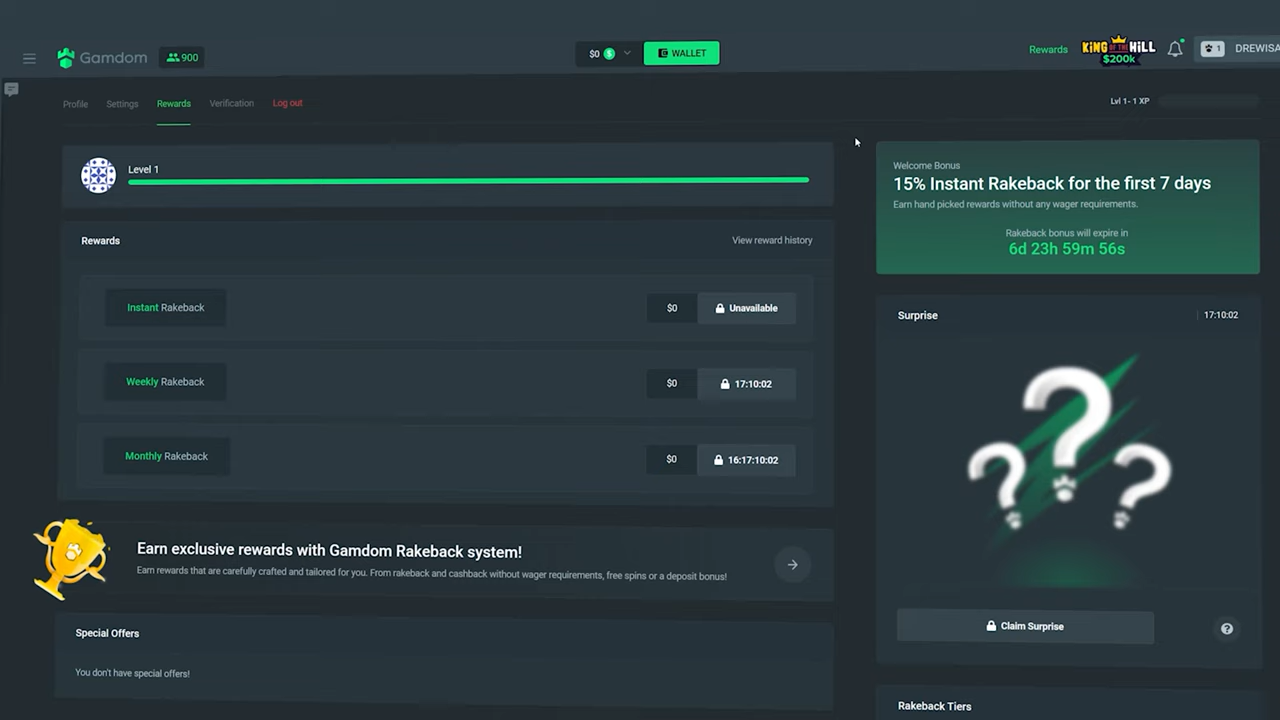 Gamdom
900
$0
WALLET
Rewards
KING OF THE HILL
$200k
1
DREWISA
Profile
Settings
Rewards
Verification
Log out
Lvl 1- 1 XP
Level 1
Rewards
View reward history
Instant Rakeback
$0
Unavailable
Weekly Rakeback
$0
17:10:02
Monthly Rakeback
$0
16:17:10:02
Earn exclusive rewards with Gamdom Rakeback system!
Earn rewards that are carefully crafted and tailored for you. From rakeback and cashback without wager requirements, free spins or a deposit bonus!
Special Offers
You don't have special offers!
Welcome Bonus
15% Instant Rakeback for the first 7 days
Earn hand picked rewards without any wager requirements.
Rakeback bonus will expire in
6d 23h 59m 56s
Surprise
17:10:02
???
Claim Surprise
?
Rakeback Tiers